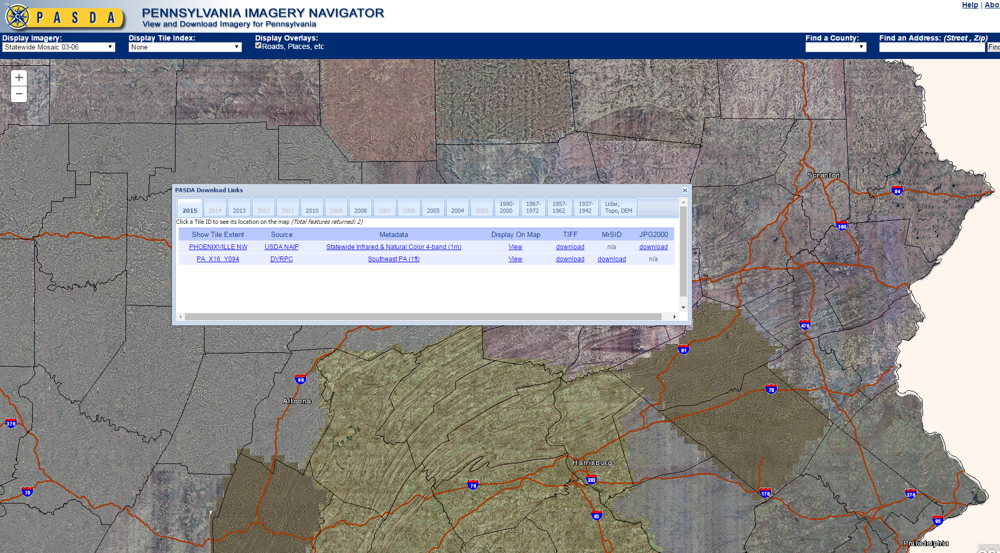 PASDA
PENNSYLVANIA IMAGERY NAVIGATOR
View and Download Imagery for Pennsylvania
Help | Abo
Display Imagery:
Statewide Mosaic 03-06
Display Tile Index:
None
Display Overlays:
Roads, Places, etc
Find a County:
Find an Address: (Street , Zip)
Finc
+
−
Scranton
84
380
PASDA Download Links
2015 2014 2013 2012 2011 2010 2009 2008 2007 2006 2005 2004 2003 1990-2000 1967-1972 1957-1962 1937-1942 Lidar, Topo, DEM
Click a Tile ID to see its location on the map (Total features returned: 2)
Show Tile Extent Source Metadata Display On Map TIFF MrSID JPG2000
PHOENIXVILLE NW USDA NAIP Statewide Infrared & Natural Color 4-band (1m) View download n/a download
PA_X16_Y094 DVRPC Southeast PA (1ft) View download download n/a
476
81
99
78
Altoona
376
Harrisburg
283
76
70
176
276
83
95
Philadelphia
POWERED